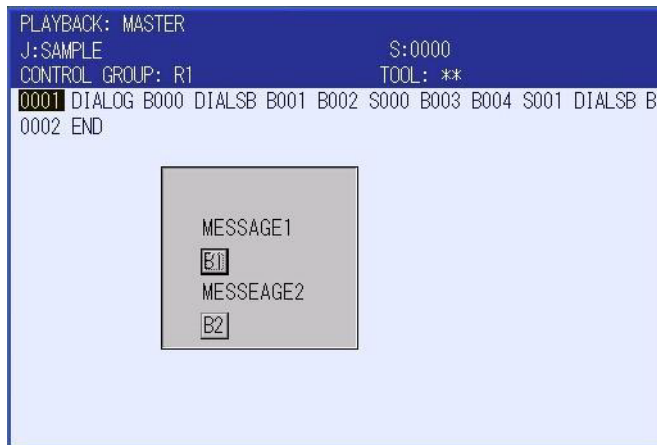 PLAYBACK: MASTER
J:SAMPLE S:0000
CONTROL GROUP: R1 TOOL: **
0001 DIALOG B000 DIALSB B001 B002 S000 B003 B004 S001 DIALSB B
0002 END
MESSAGE1
B1
MESSEAGE2
B2